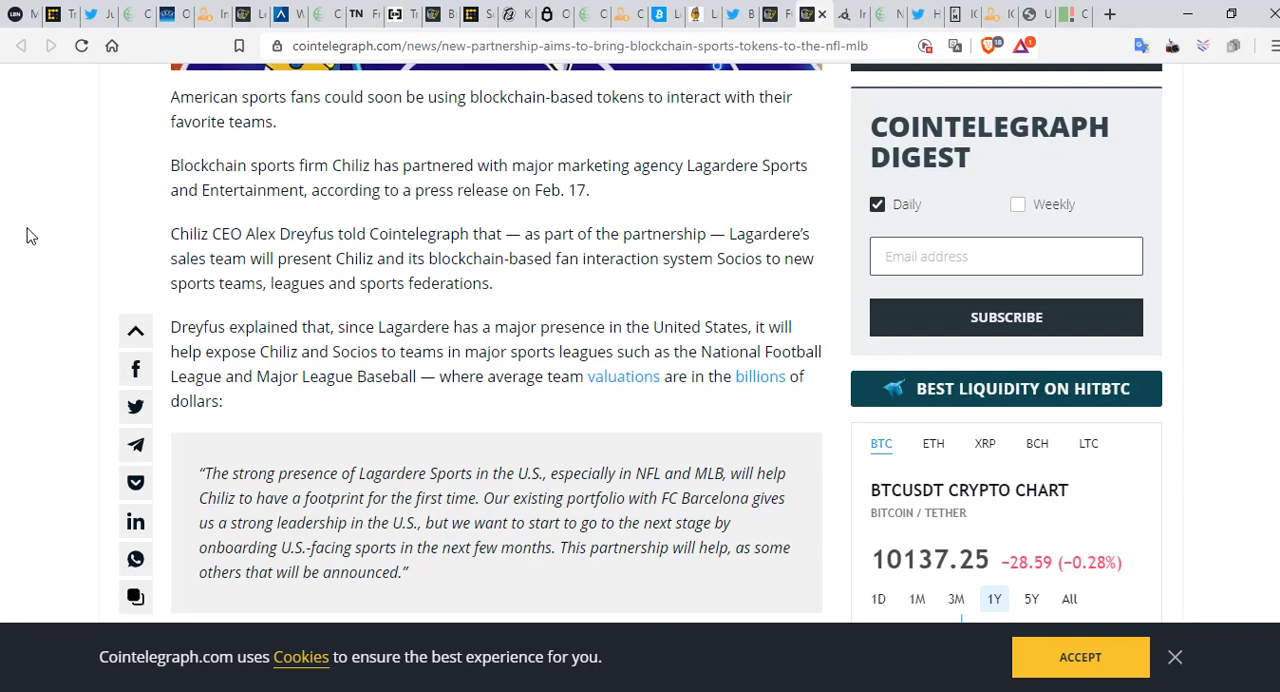 cointelegraph.com/news/new-partnership-aims-to-bring-blockchain-sports-tokens-to-the-nfl-mlb
American sports fans could soon be using blockchain-based tokens to interact with their
favorite teams.
Blockchain sports firm Chiliz has partnered with major marketing agency Lagardere Sports
and Entertainment, according to a press release on Feb. 17.
Chiliz CEO Alex Dreyfus told Cointelegraph that — as part of the partnership — Lagardere’s
sales team will present Chiliz and its blockchain-based fan interaction system Socios to new
sports teams, leagues and sports federations.
Dreyfus explained that, since Lagardere has a major presence in the United States, it will
help expose Chiliz and Socios to teams in major sports leagues such as the National Football
League and Major League Baseball — where average team valuations are in the billions of
dollars:
“The strong presence of Lagardere Sports in the U.S., especially in NFL and MLB, will help
Chiliz to have a footprint for the first time. Our existing portfolio with FC Barcelona gives
us a strong leadership in the U.S., but we want to start to go to the next stage by
onboarding U.S.-facing sports in the next few months. This partnership will help, as some
others that will be announced.”
COINTELEGRAPH
DIGEST
Daily Weekly
Email address
SUBSCRIBE
BEST LIQUIDITY ON HITBTC
BTC ETH XRP BCH LTC
BTCUSDT CRYPTO CHART
BITCOIN / TETHER
10137.25 −28.59 (−0.28%)
1D 1M 3M 1Y 5Y All
Cointelegraph.com uses Cookies to ensure the best experience for you.
ACCEPT